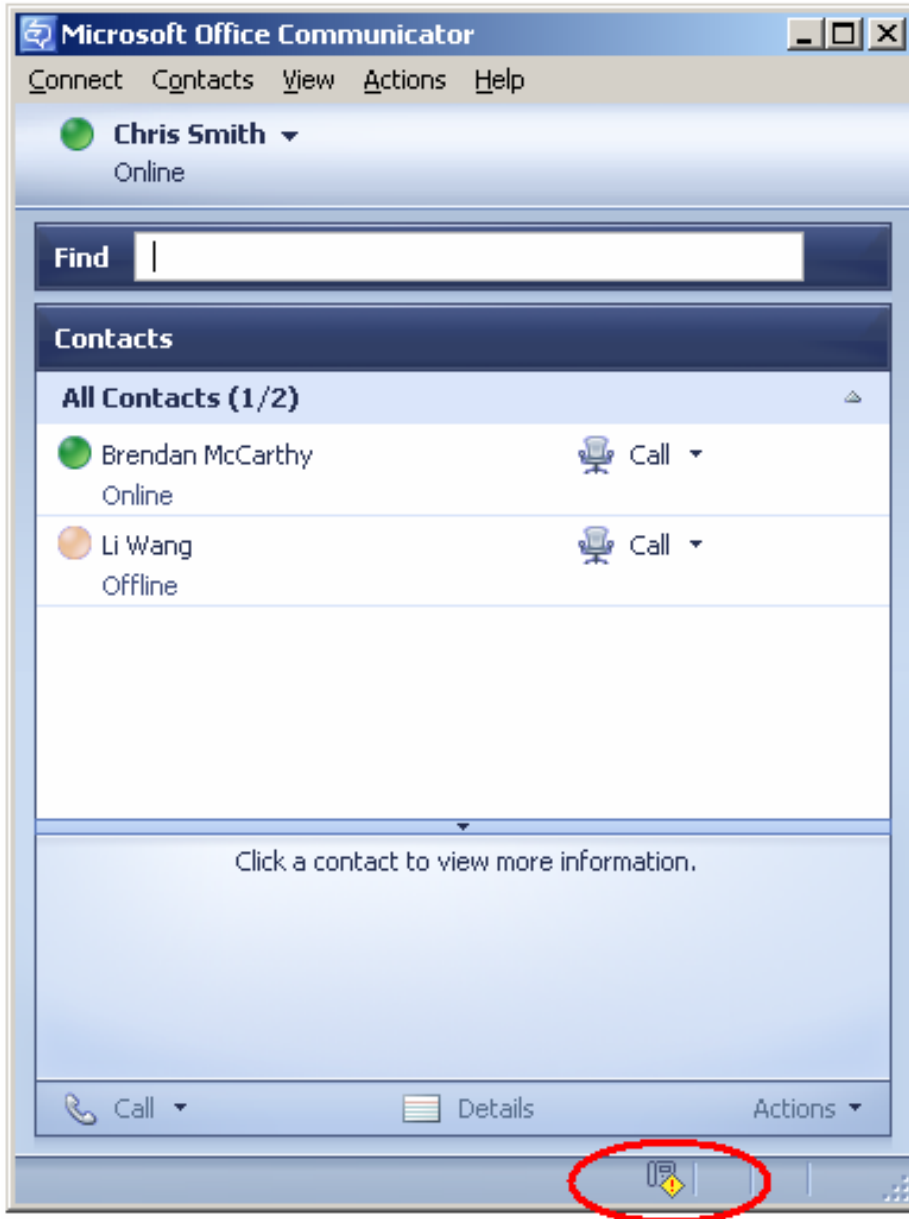 Microsoft Office Communicator
Connect Contacts View Actions Help
Chris Smith
Online
Find
Contacts
All Contacts (1/2)
Brendan McCarthy Call
Online
Li Wang Call
Offline
Click a contact to view more information.
Call Details Actions